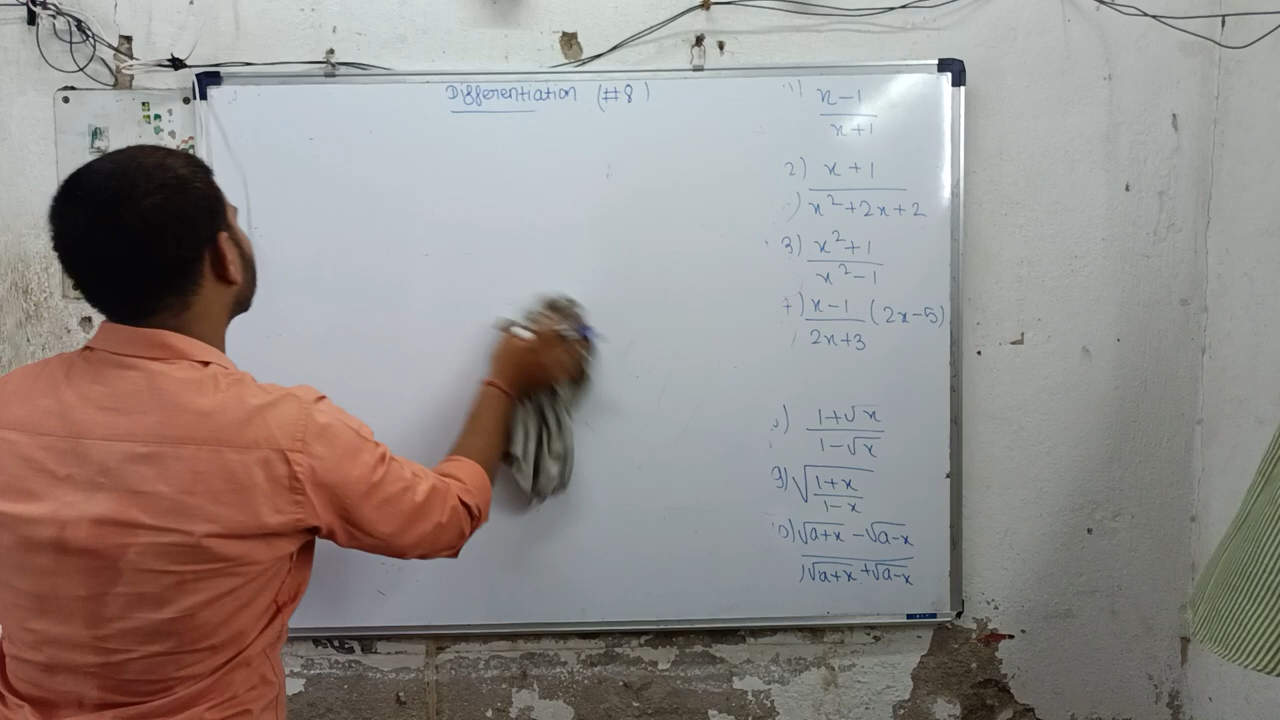 Differentiation (#8)
1) x-1
x+1
2) x+1
x²+2x+2
3) x²+1
x²-1
7) x-1 (2x-5)
2x+3
) 1+√x
1-√x
9) √1+x
1-x
10) √a+x - √a-x
√a+x + √a-x